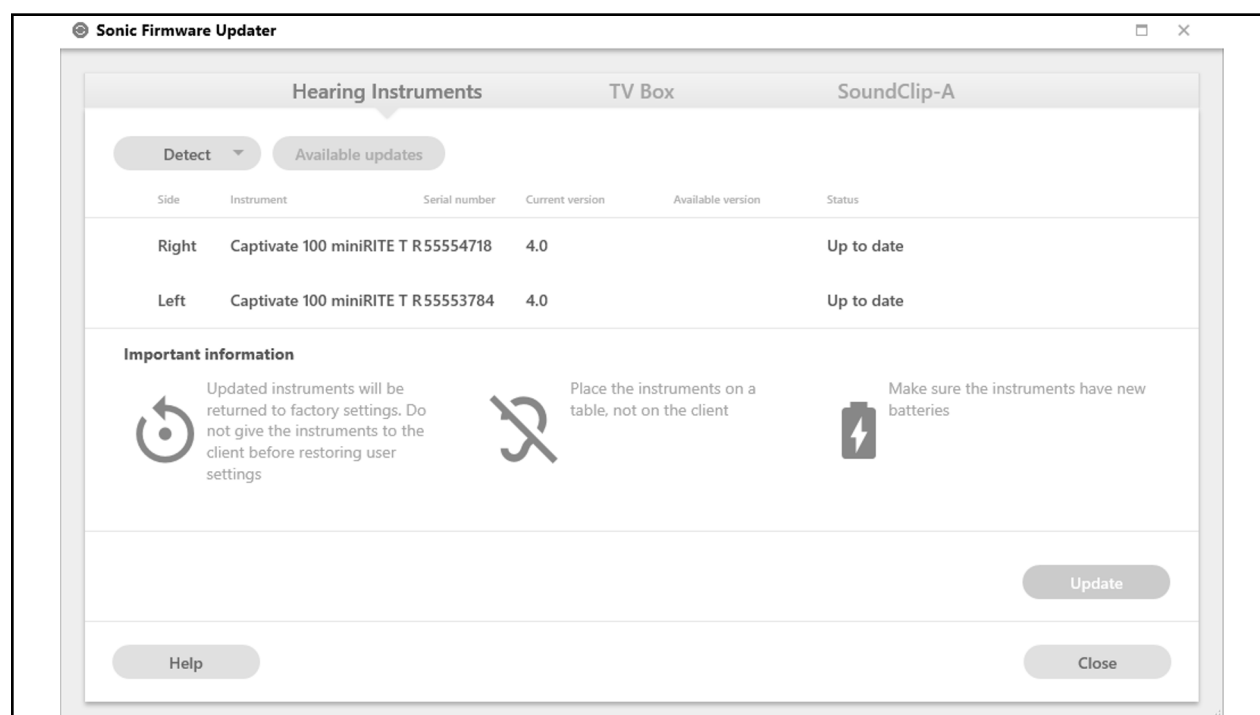 Sonic Firmware Updater
Hearing Instruments TV Box SoundClip-A
Detect Available updates
Side Instrument Serial number Current version Available version Status
Right Captivate 100 miniRITE T R 55554718 4.0 Up to date
Left Captivate 100 miniRITE T R 55553784 4.0 Up to date
Important information
Updated instruments will be
returned to factory settings. Do
not give the instruments to the
client before restoring user
settings
Place the instruments on a
table, not on the client
Make sure the instruments have new
batteries
Update
Help Close